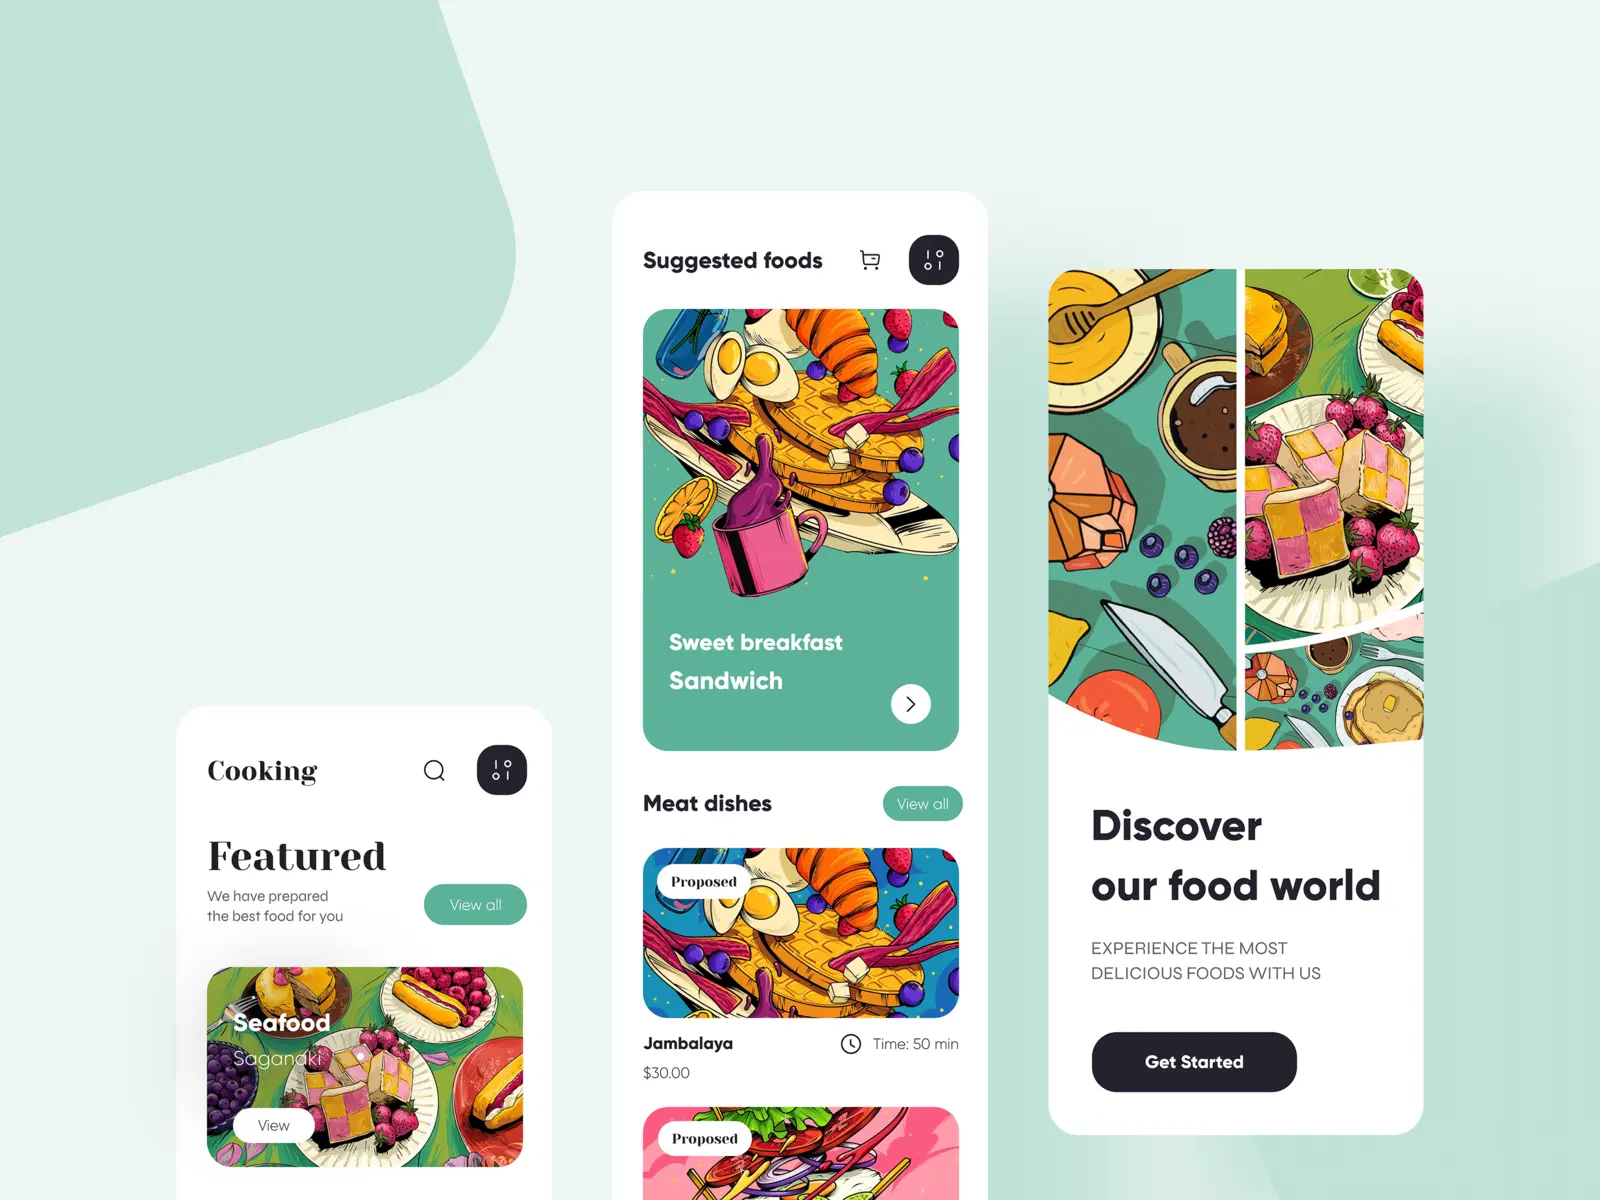 Cooking
Featured
We have prepared
the best food for you
View all
Seafood
Saganaki
View
Suggested foods
Sweet breakfast
Sandwich
Meat dishes
View all
Proposed
Jambalaya
Time: 50 min
$30.00
Proposed
Discover
our food world
EXPERIENCE THE MOST
DELICIOUS FOODS WITH US
Get Started